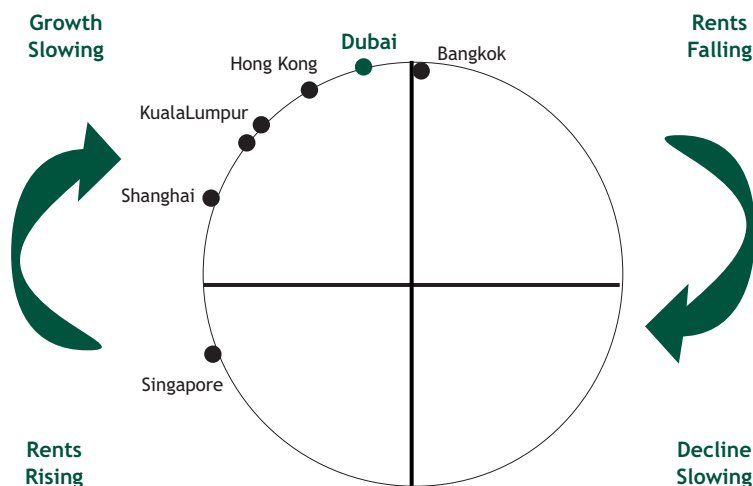 Growth
Slowing
Rents
Falling
Dubai
Hong Kong
Bangkok
KualaLumpur
Shanghai
Singapore
Rents
Rising
Decline
Slowing